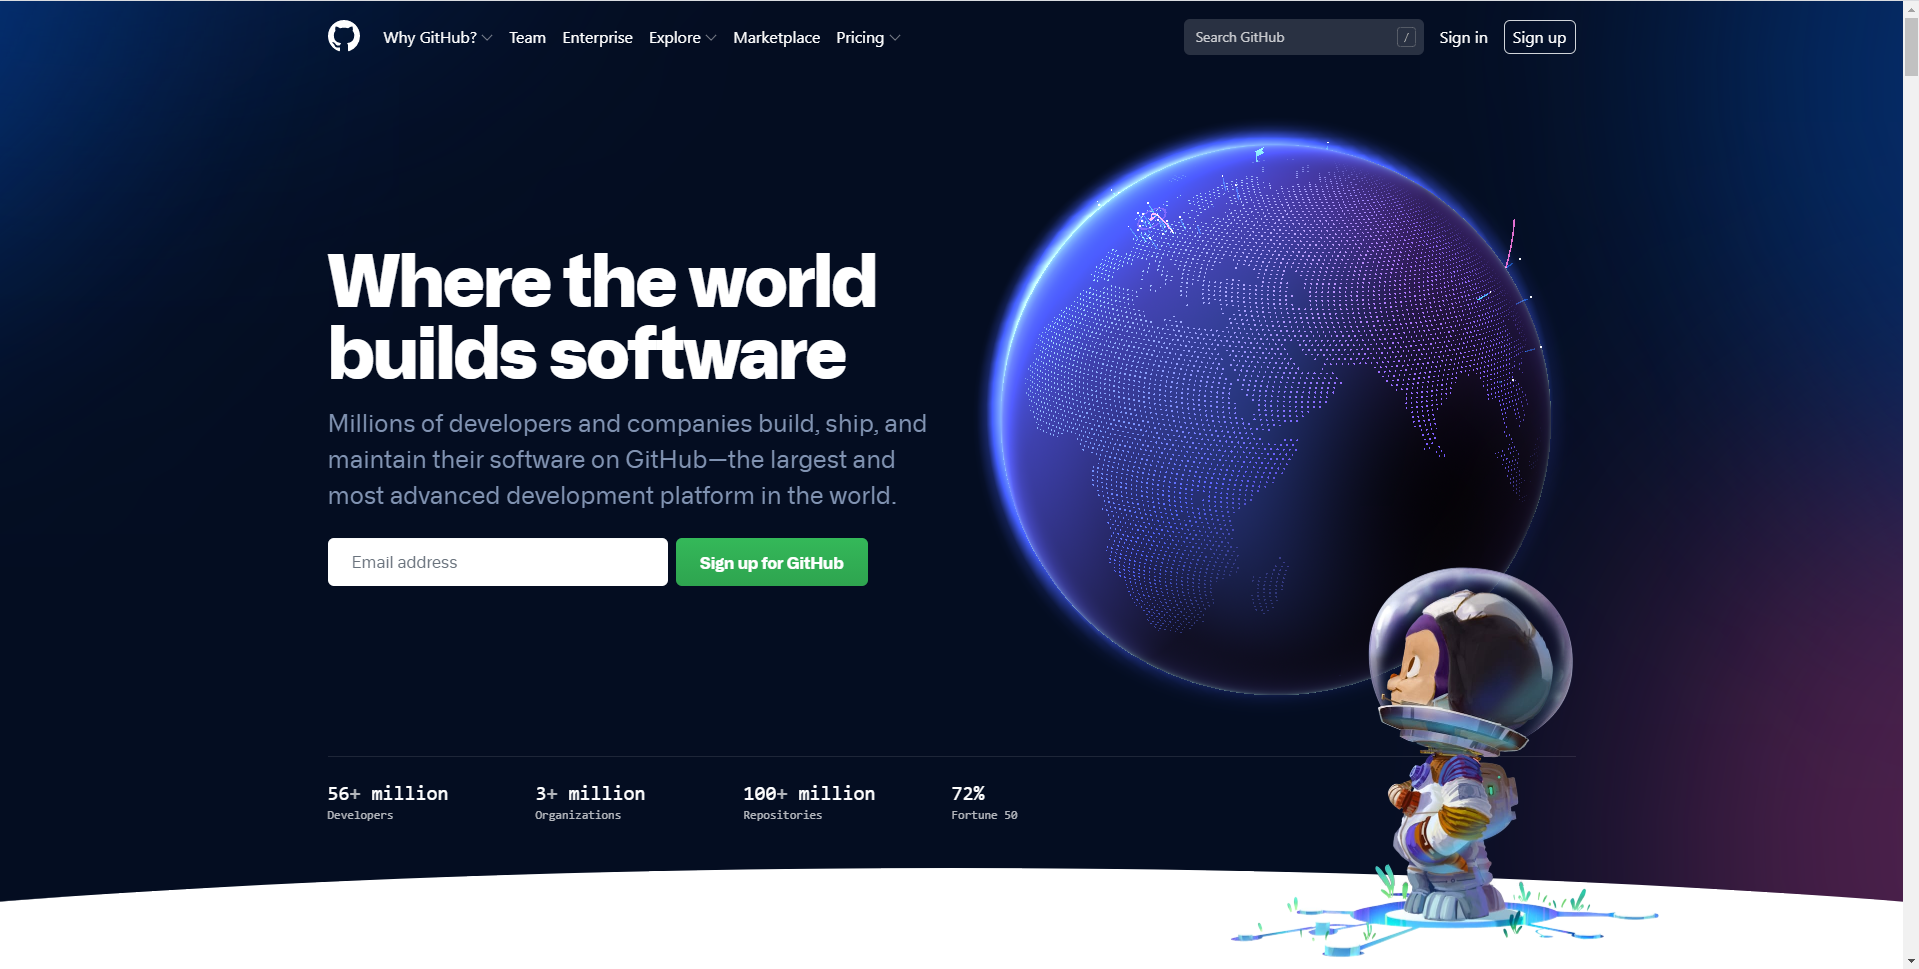 Why GitHub? Team Enterprise Explore Marketplace Pricing Search GitHub / Sign in Sign up
Where the world
builds software
Millions of developers and companies build, ship, and
maintain their software on GitHub—the largest and
most advanced development platform in the world.
Email address Sign up for GitHub
56+ million 3+ million 100+ million 72%
Developers Organizations Repositories Fortune 50